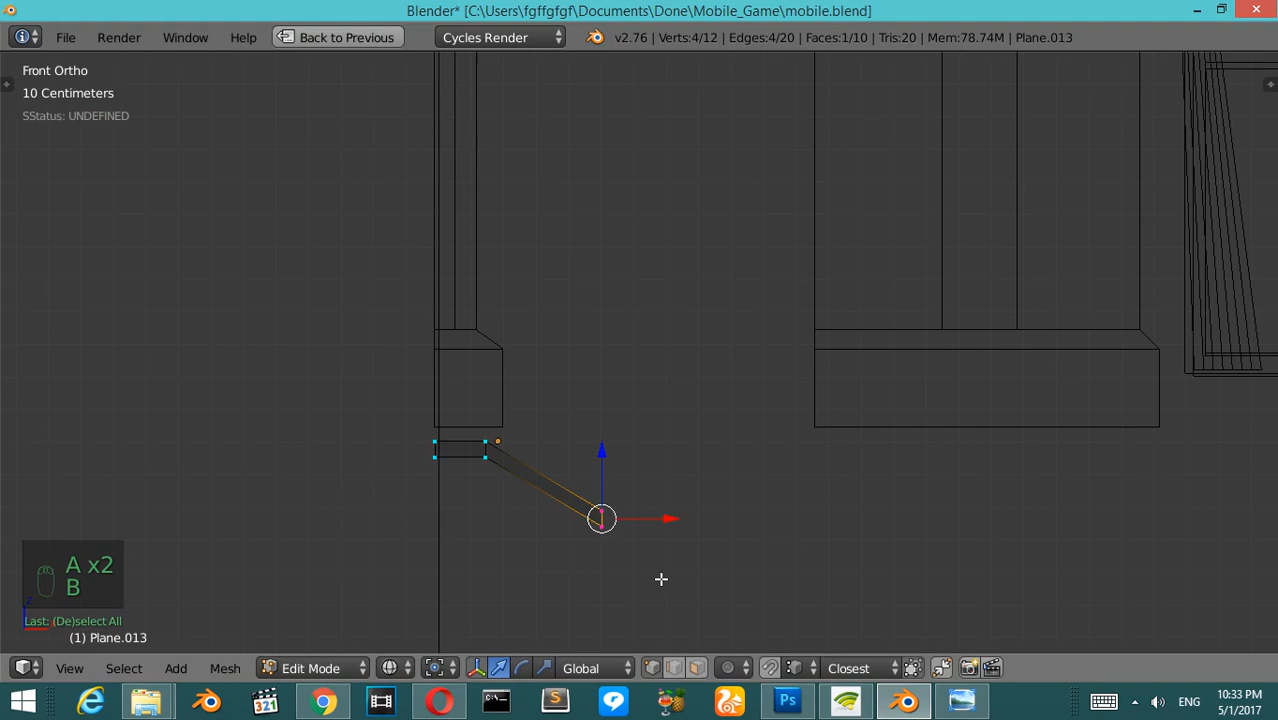 Blender* [C:\Users\fgffgfgf\Documents\Done\Mobile_Game\mobile.blend]
File Render Window Help Back to Previous Cycles Render v2.76 | Verts:4/12 | Edges:4/20 | Faces:1/10 | Tris:20 | Mem:78.74M | Plane.013
Front Ortho
10 Centimeters
SStatus: UNDEFINED
A x2
B
Last: (De)select All
z
(1) Plane.013
View Select Add Mesh Edit Mode Global Closest
321 Ps ENG 10:33 PM
5/1/2017